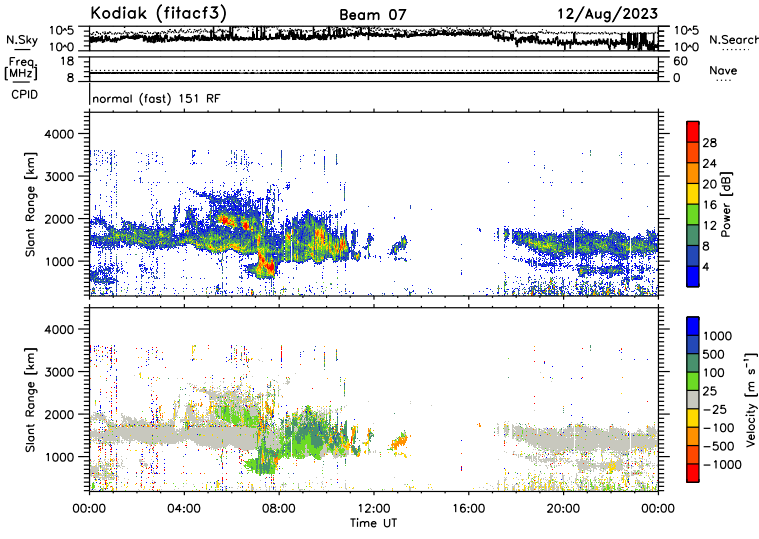 Kodiak (fitacf3) Beam 07 12/Aug/2023
N.Sky 10^5 10^0 10^5 10^0 N.Search
Freq. [MHz] 18 8 60 0 Nave
CPID normal (fast) 151 RF
Slant Range [km] 4000 3000 2000 1000
Power [dB] 28 24 20 16 12 8 4
Slant Range [km] 4000 3000 2000 1000
Velocity [m s⁻¹] 1000 500 100 25 −25 −100 −500 −1000
00:00 04:00 08:00 12:00 16:00 20:00 00:00
Time UT